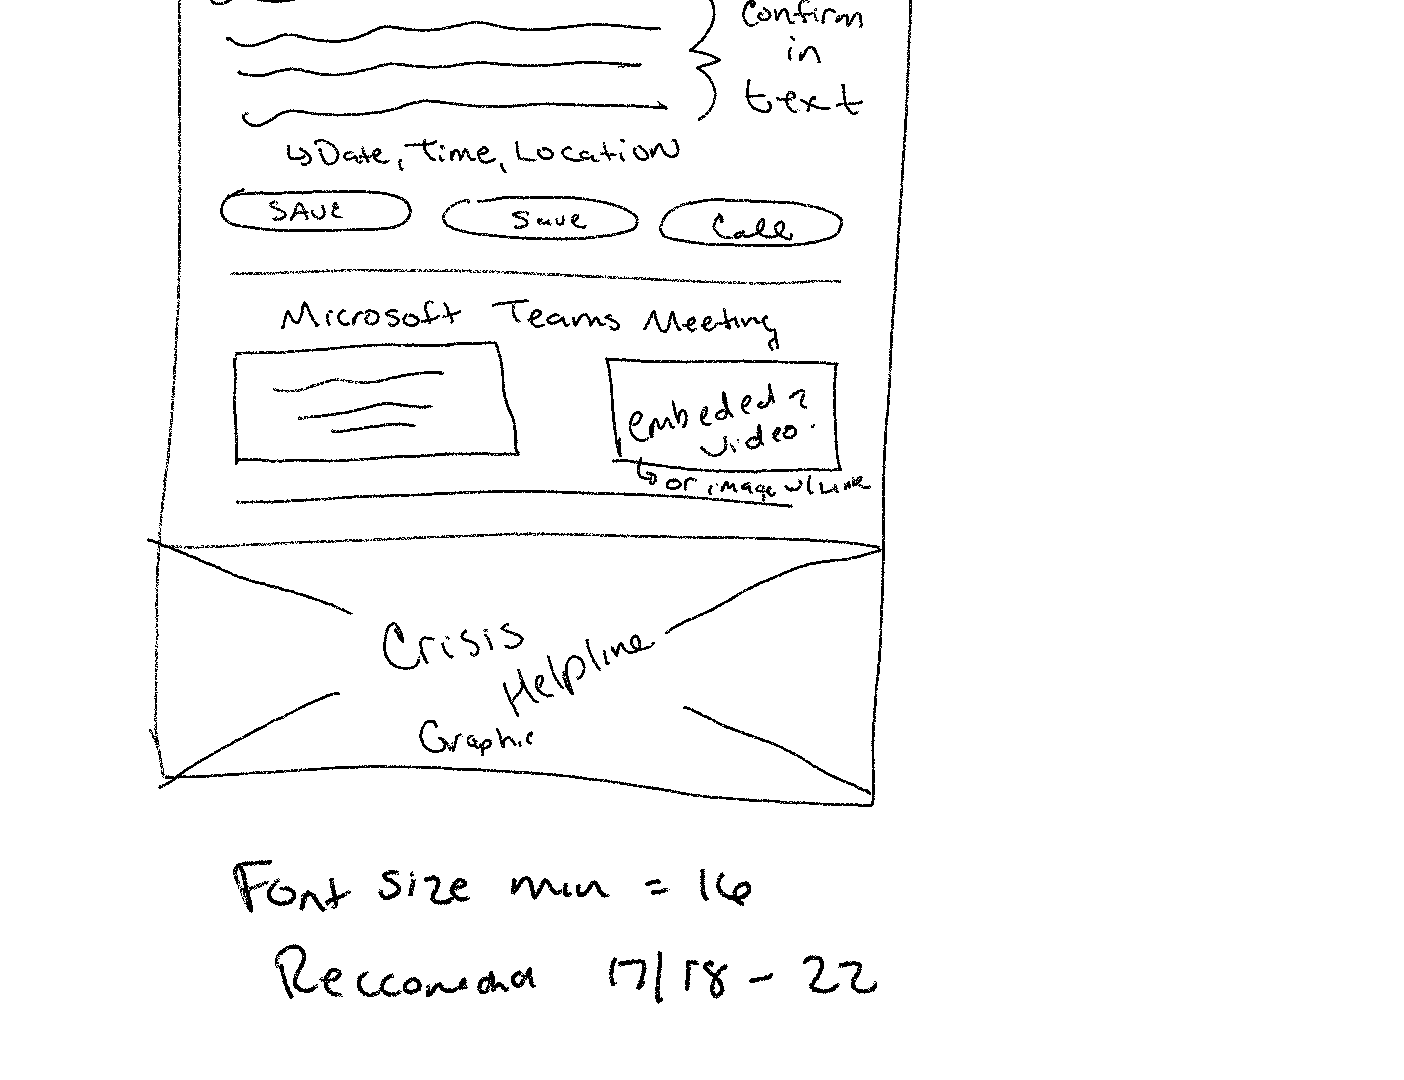 Confirm
in
text
↳Date, Time, Location
SAVE
Save
Call
Microsoft Teams Meeting
embeded ?
video
↳ or image w/ Link
Crisis
Helpline
Graphic
Font size min = 16
Reccomend 17/18 - 22